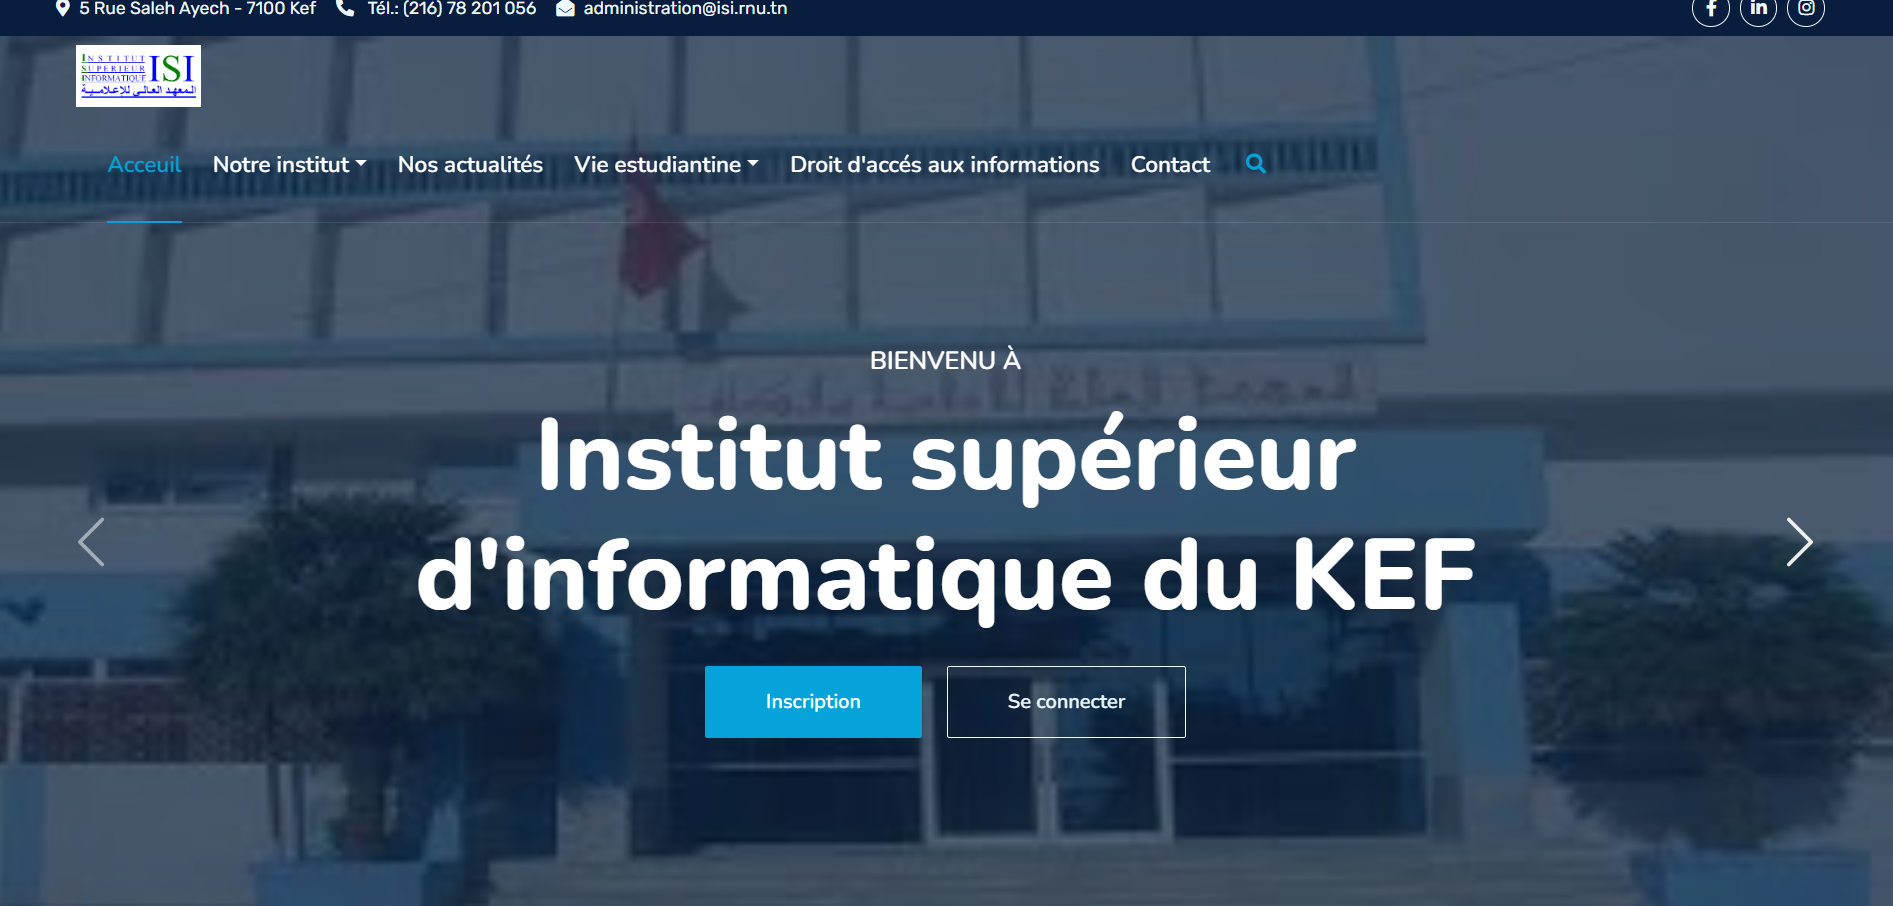 5 Rue Saleh Ayech - 7100 Kef Tél.: (216) 78 201 056 administration@isi.rnu.tn
INSTITUT
SUPERIEUR
INFORMATIQUE
ISI
المعهد العالي للإعلامية
Acceuil Notre institut Nos actualités Vie estudiantine Droit d'accés aux informations Contact
BIENVENU À
Institut supérieur
d'informatique du KEF
Inscription Se connecter